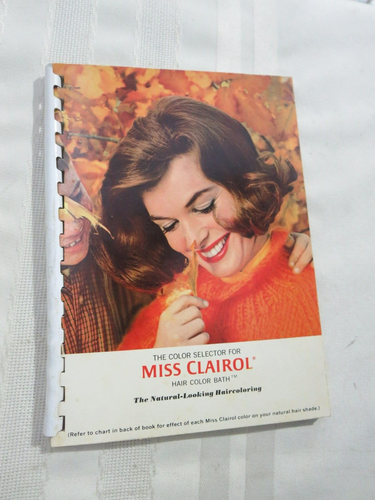 THE COLOR SELECTOR FOR
MISS CLAIROL®
HAIR COLOR BATH™
The Natural-Looking Haircoloring
(Refer to chart in back of book for effect of each Miss Clairol color on your natural hair shade.)